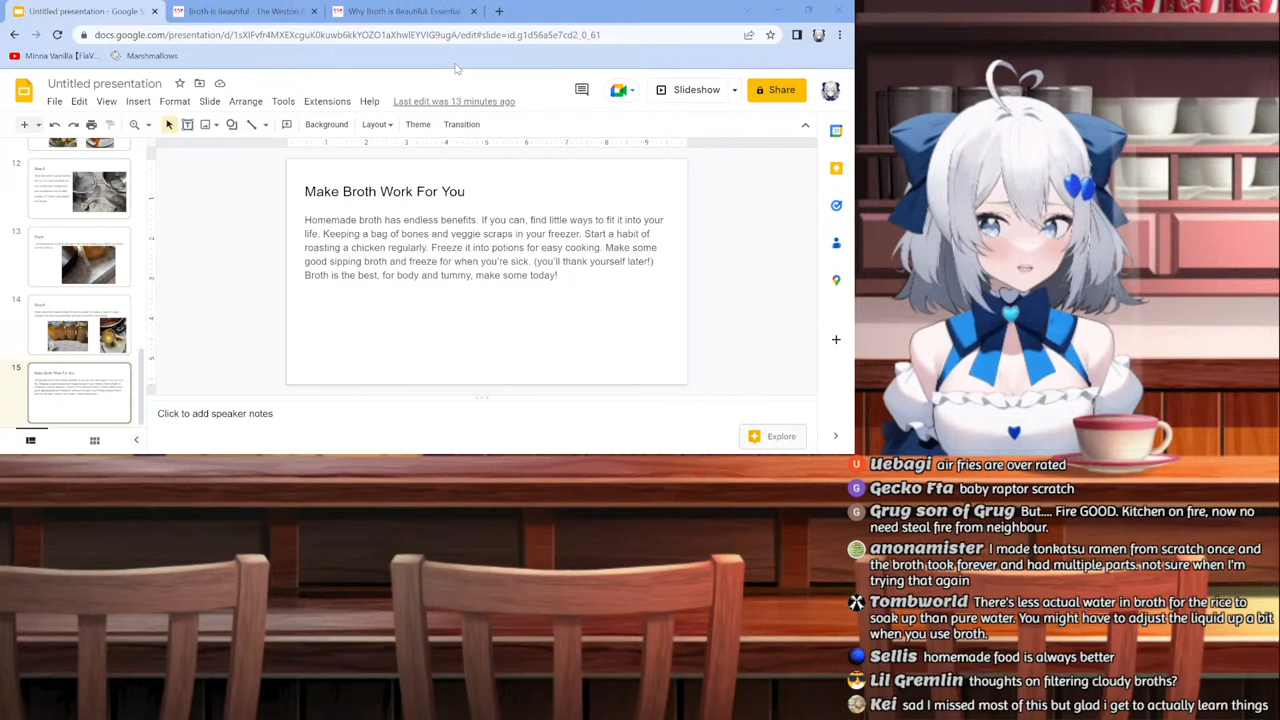 Untitled presentation - Google S
Broth is Beautiful - The Weston A
Why Broth is Beautiful: Essential
docs.google.com/presentation/d/1sXIFvfr4MXEXcguK0kuwb6kkYOZO1aXhwlEYVIG9ugA/edit#slide=id.g1d56a5e7cd2_0_61
Minna Vanilla【FlaV...
Marshmallows
Untitled presentation
File Edit View Insert Format Slide Arrange Tools Extensions Help Last edit was 13 minutes ago
Slideshow
Share
Background Layout Theme Transition
12
13
14
15
Make Broth Work For You
Make Broth Work For You
Homemade broth has endless benefits. If you can, find little ways to fit it into your
life. Keeping a bag of bones and veggie scraps in your freezer. Start a habit of
roasting a chicken regularly. Freeze it into potions for easy cooking. Make some
good sipping broth and freeze for when you're sick. (you'll thank yourself later!)
Broth is the best, for body and tummy, make some today!
Click to add speaker notes
Explore
U Uebagi air fries are over rated
G Gecko Fta baby raptor scratch
G Grug son of Grug But.... Fire GOOD. Kitchen on fire, now no
need steal fire from neighbour.
anonamister I made tonkatsu ramen from scratch once and
the broth took forever and had multiple parts. not sure when I'm
trying that again
Tombworld There's less actual water in broth for the rice to
soak up than pure water. You might have to adjust the liquid up a bit
when you use broth.
Sellis homemade food is always better
Lil Gremlin thoughts on filtering cloudy broths?
Kei sad I missed most of this but glad i get to actually learn things